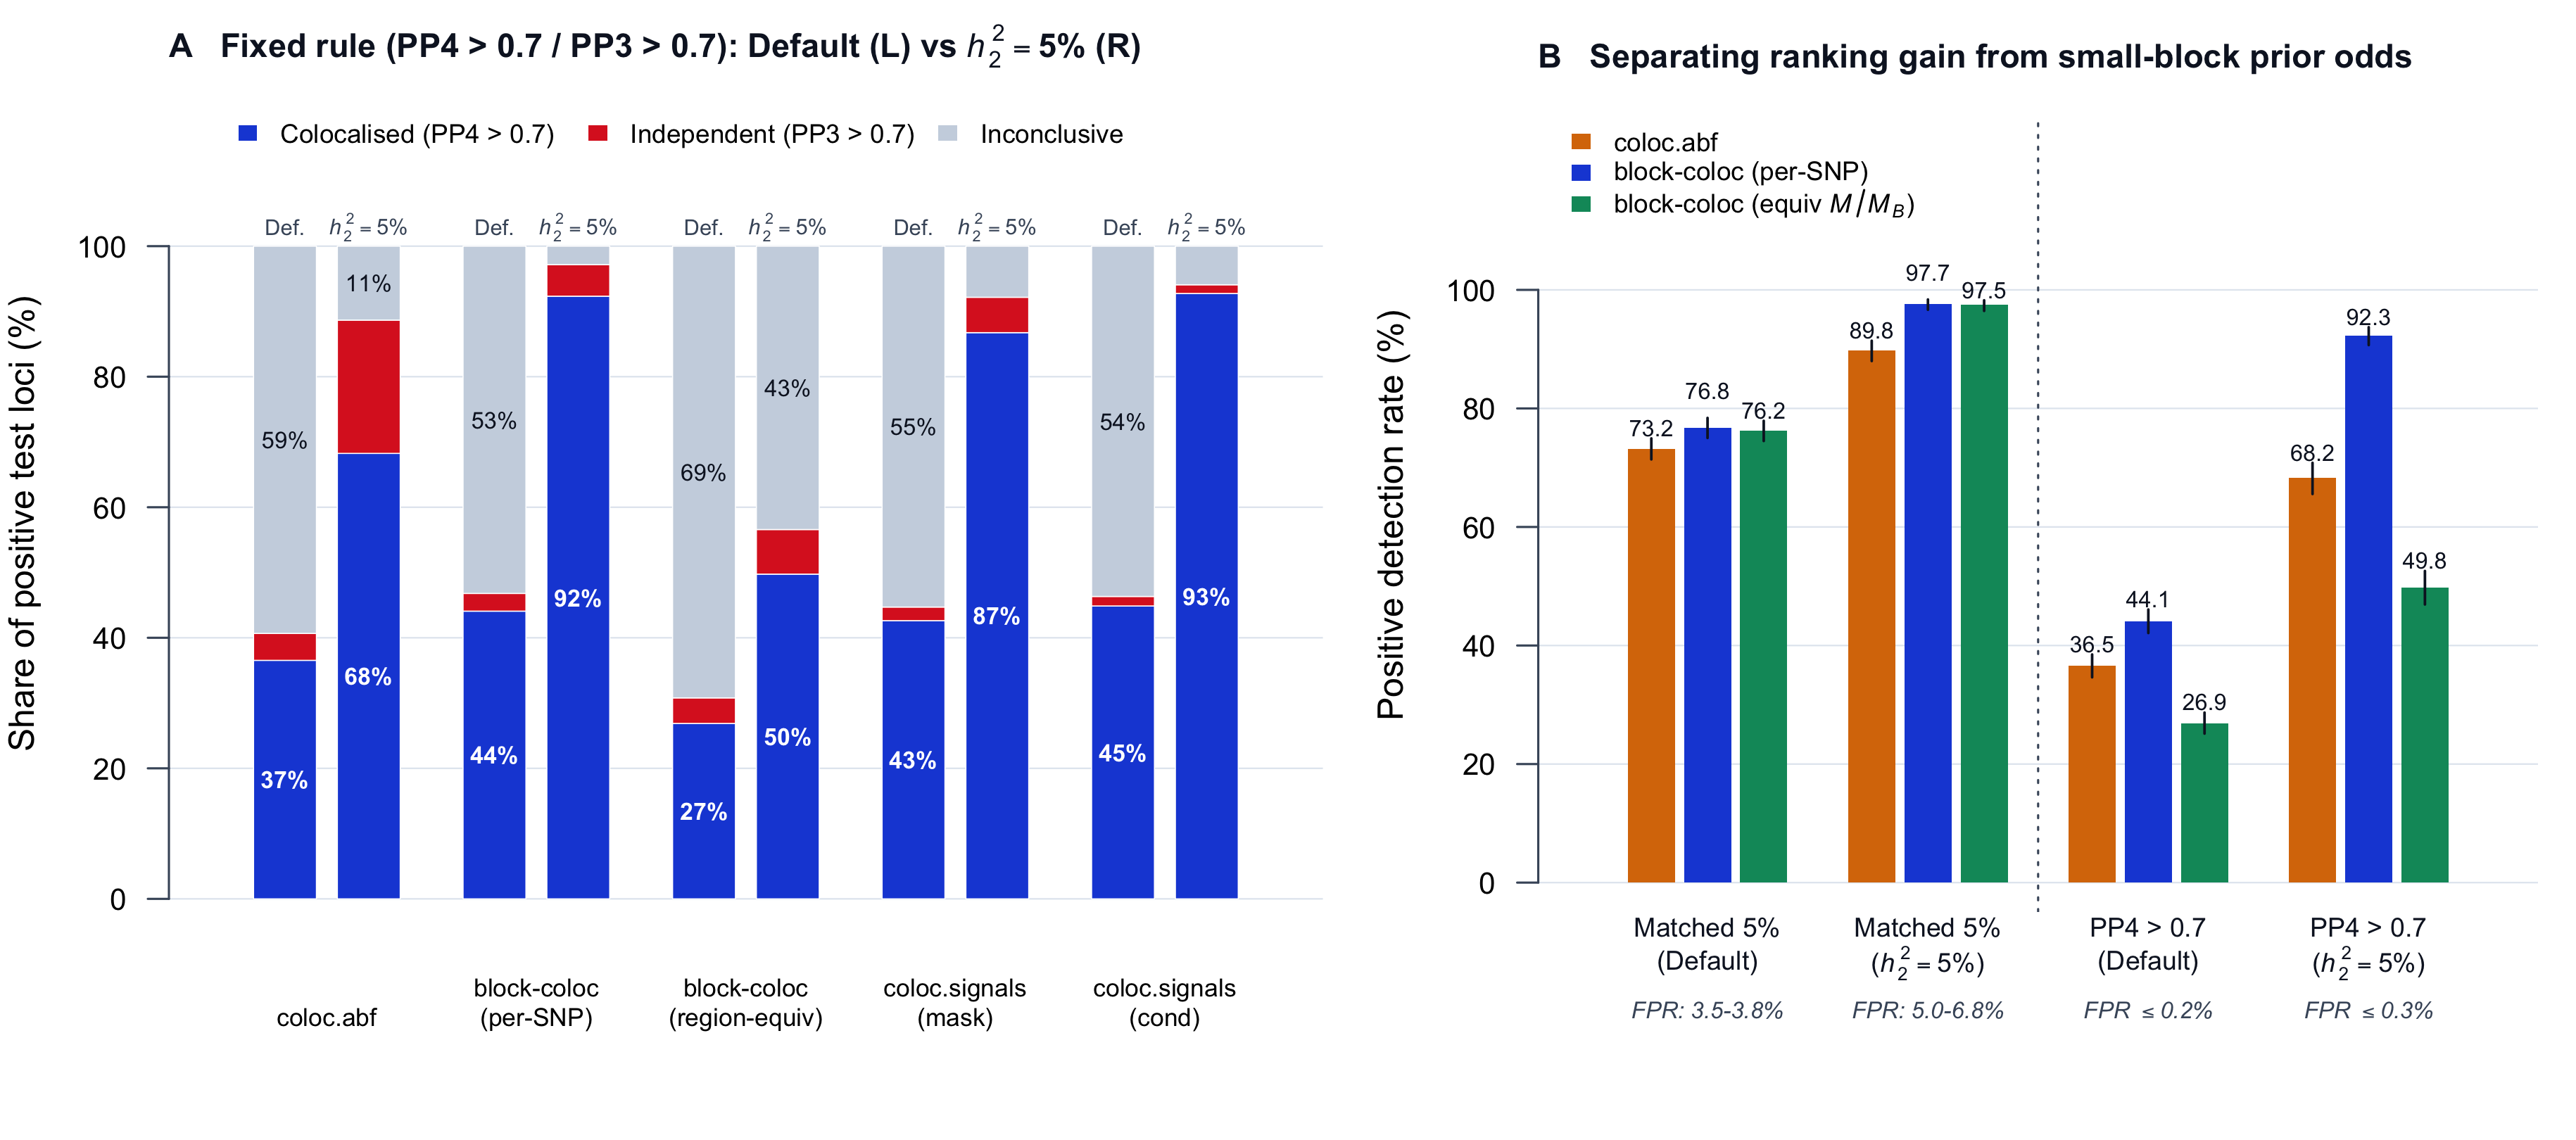 A Fixed rule (PP4 > 0.7 / PP3 > 0.7): Default (L) vs h₂² = 5% (R)
Colocalised (PP4 > 0.7) Independent (PP3 > 0.7) Inconclusive
Def. h₂² = 5% Def. h₂² = 5% Def. h₂² = 5% Def. h₂² = 5% Def. h₂² = 5%
Share of positive test loci (%)
100
80
60
40
20
0
59% 37%
11% 68%
53% 44%
92%
69% 27%
43% 50%
55% 43%
87%
54% 45%
93%
coloc.abf
block-coloc
(per-SNP)
block-coloc
(region-equiv)
coloc.signals
(mask)
coloc.signals
(cond)
B Separating ranking gain from small-block prior odds
coloc.abf
block-coloc (per-SNP)
block-coloc (equiv M/M_B)
Positive detection rate (%)
100
80
60
40
20
0
73.2 76.8 76.2
89.8 97.7 97.5
36.5 44.1 26.9
68.2 92.3 49.8
Matched 5%
(Default)
FPR: 3.5-3.8%
Matched 5%
(h₂² = 5%)
FPR: 5.0-6.8%
PP4 > 0.7
(Default)
FPR ≤ 0.2%
PP4 > 0.7
(h₂² = 5%)
FPR ≤ 0.3%